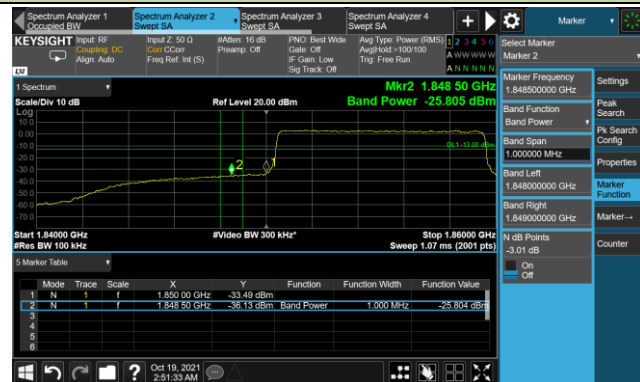 Spectrum Analyzer 1
Occupied BW
Spectrum Analyzer 2
Swept SA
Spectrum Analyzer 3
Swept SA
Spectrum Analyzer 4
Swept SA
+
Marker
KEYSIGHT
Input: RF
Coupling: DC
Align: Auto
Input Z: 50 Ω
Corr CCorr
Freq Ref: Int (S)
#Atten: 16 dB
Preamp: Off
PNO: Best Wide
Gate: Off
IF Gain: Low
Sig Track: Off
Avg Type: Power (RMS)
Avg|Hold:>100/100
Trig: Free Run
1 2 3 4 5 6
A W W W W W
A N N N N N
LXI
1 Spectrum
Scale/Div 10 dB
Ref Level 20.00 dBm
Mkr2 1.848 50 GHz
Band Power -25.805 dBm
Log
10.0
0.00
-10.0
-20.0
-30.0
-40.0
-50.0
-60.0
-70.0
DL1 -13.00 dBm
2
1
Start 1.84000 GHz
#Video BW 300 kHz*
Stop 1.86000 GHz
#Res BW 100 kHz
Sweep 1.07 ms (2001 pts)
5 Marker Table
Mode Trace Scale X Y Function Function Width Function Value
1 N 1 f 1.850 00 GHz -33.49 dBm
2 N 1 f 1.848 50 GHz -36.13 dBm Band Power 1.000 MHz -25.804 dBm
3
4
5
6
Select Marker
Marker 2
Marker Frequency
1.848500000 GHz
Band Function
Band Power
Band Span
1.000000 MHz
Band Left
1.848000000 GHz
Band Right
1.849000000 GHz
N dB Points
-3.01 dB
On
Off
Settings
Peak
Search
Pk Search
Config
Properties
Marker
Function
Marker→
Counter
?
Oct 19, 2021
2:51:33 AM